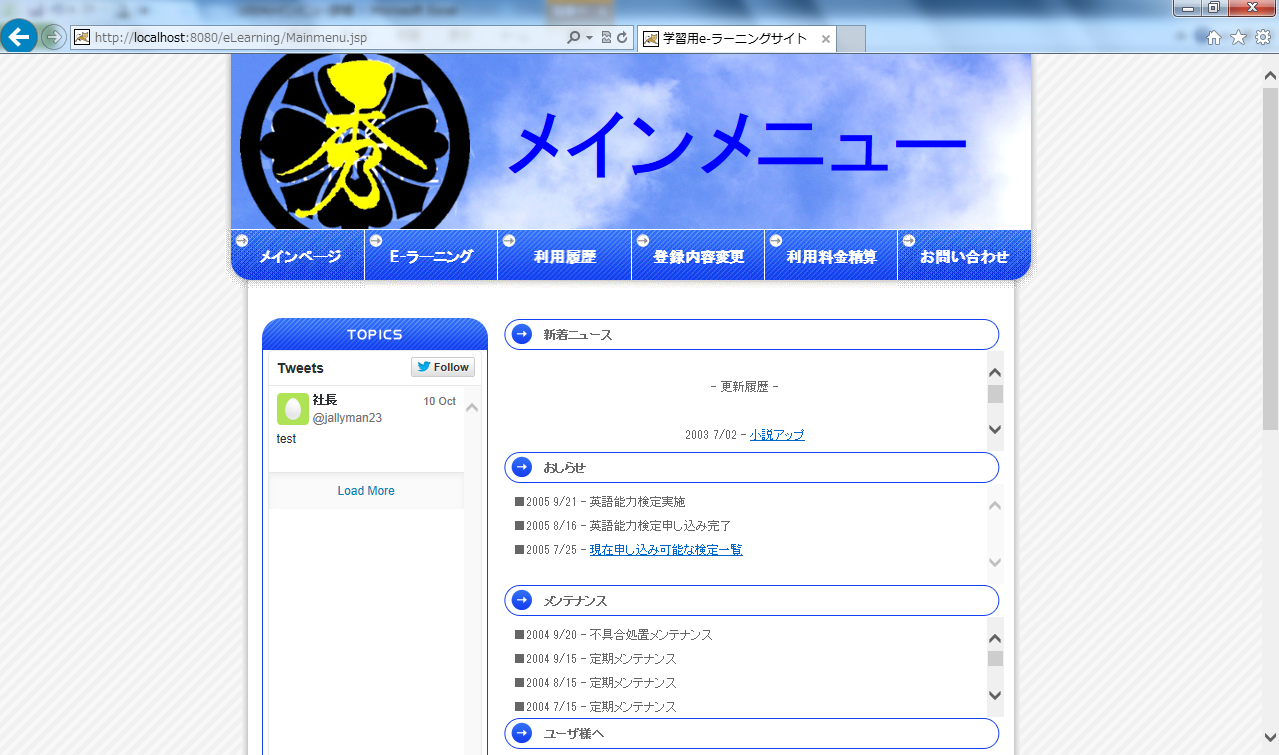 http://localhost:8080/eLearning/Mainmenu.jsp
学習用e-ラーニングサイト
秀
メインメニュー
メインページ
E-ラーニング
利用履歴
登録内容変更
利用料金精算
お問い合わせ
TOPICS
Tweets
Follow
社長
10 Oct
@jallyman23
test
Load More
新着ニュース
- 更新履歴 -
2003 7/02 - 小説アップ
おしらせ
■2005 9/21 - 英語能力検定実施
■2005 8/16 - 英語能力検定申し込み完了
■2005 7/25 - 現在申し込み可能な検定一覧
メンテナンス
■2004 9/20 - 不具合処置メンテナンス
■2004 9/15 - 定期メンテナンス
■2004 8/15 - 定期メンテナンス
■2004 7/15 - 定期メンテナンス
ユーザ様へ